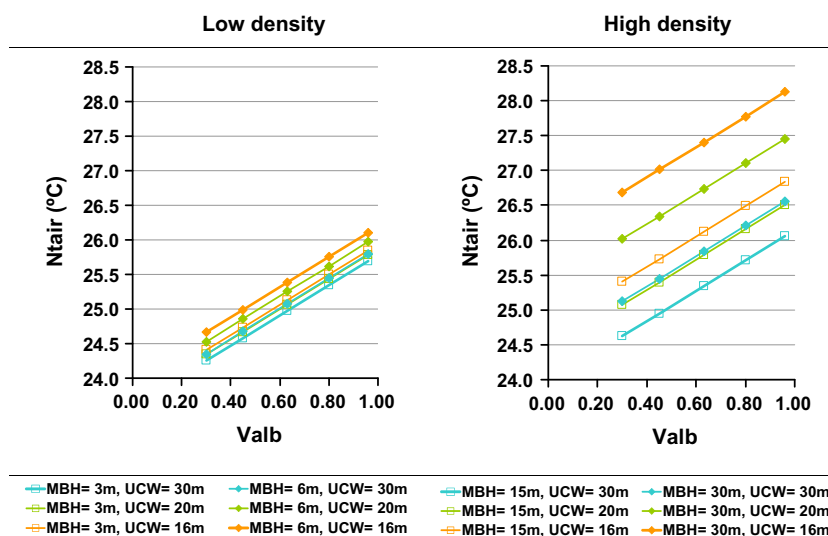 Low density
High density
28.5
28.0
27.5
27.0
26.5
26.0
25.5
25.0
24.5
24.0
Ntair (ºC)
0.00 0.20 0.40 0.60 0.80 1.00
Valb
28.5
28.0
27.5
27.0
26.5
26.0
25.5
25.0
24.5
24.0
Ntair (ºC)
0.00 0.20 0.40 0.60 0.80 1.00
Valb
MBH= 3m, UCW= 30m
MBH= 6m, UCW= 30m
MBH= 3m, UCW= 20m
MBH= 6m, UCW= 20m
MBH= 3m, UCW= 16m
MBH= 6m, UCW= 16m
MBH= 15m, UCW= 30m
MBH= 30m, UCW= 30m
MBH= 15m, UCW= 20m
MBH= 30m, UCW= 20m
MBH= 15m, UCW= 16m
MBH= 30m, UCW= 16m